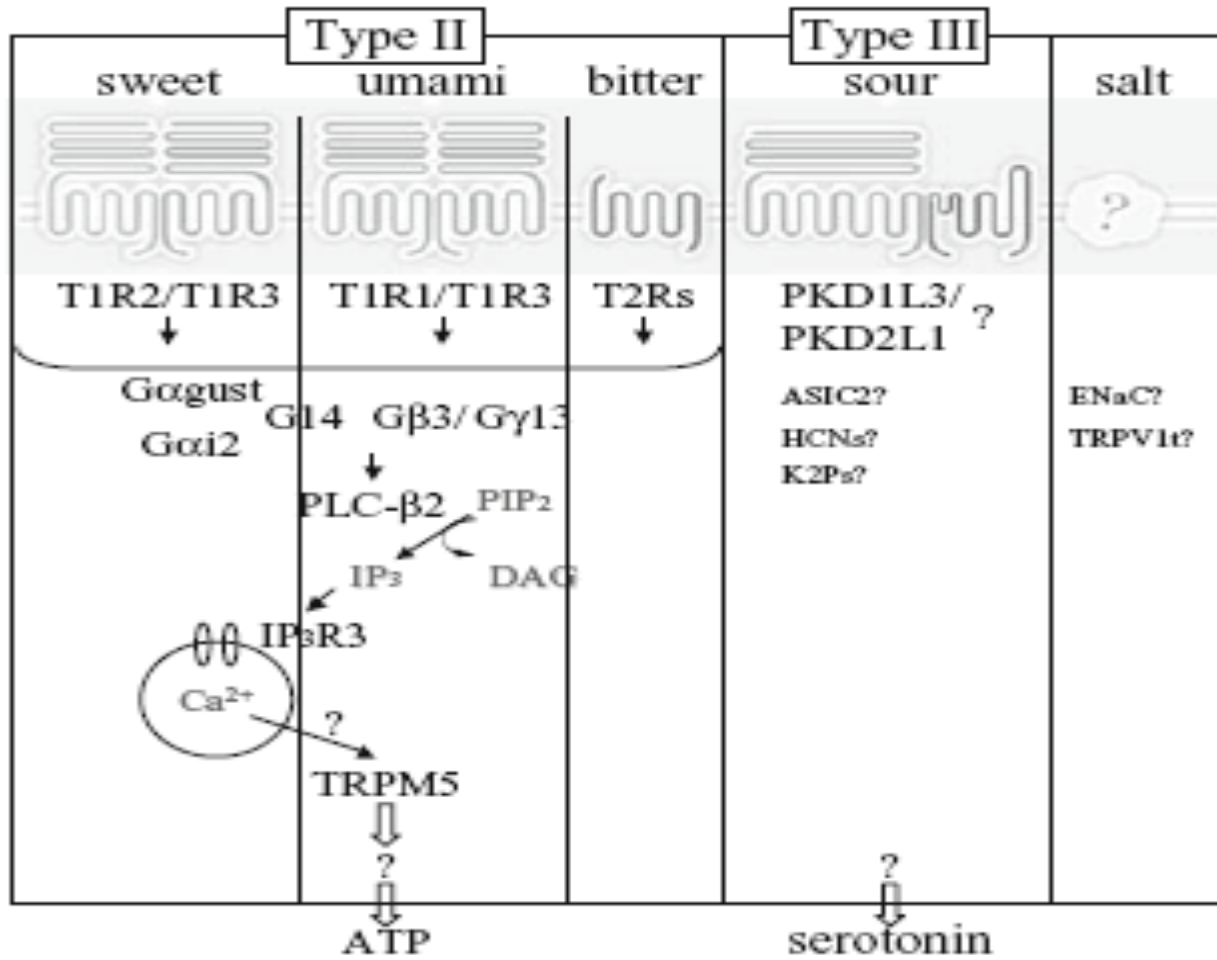 Type II
Type III
sweet
umami
bitter
sour
salt
?
T1R2/T1R3
T1R1/T1R3
T2Rs
PKD1L3/
PKD2L1
?
Gαgust
G14
Gβ3/Gγ13
Gαi2
ASIC2?
HCNs?
K2Ps?
ENaC?
TRPV1t?
PLC-β2
PIP₂
IP₃
DAG
IP₃R3
Ca²⁺
?
TRPM5
?
?
ATP
serotonin